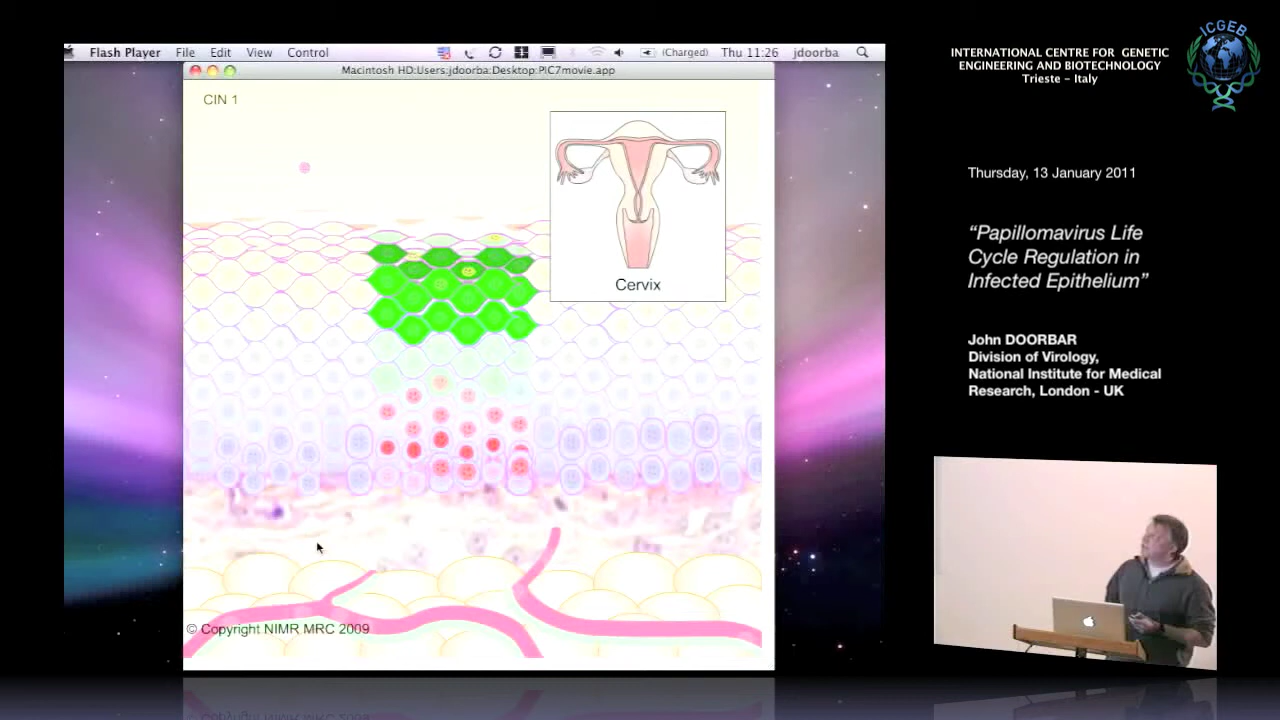 Flash Player File Edit View Control (Charged) Thu 11:26 jdoorba
Macintosh HD:Users:jdoorba:Desktop:PIC7movie.app
CIN 1
Cervix
© Copyright NIMR MRC 2009
INTERNATIONAL CENTRE FOR GENETIC
ENGINEERING AND BIOTECHNOLOGY
Trieste - Italy
ICGEB
Thursday, 13 January 2011
“Papillomavirus Life
Cycle Regulation in
Infected Epithelium”
John DOORBAR
Division of Virology,
National Institute for Medical
Research, London - UK